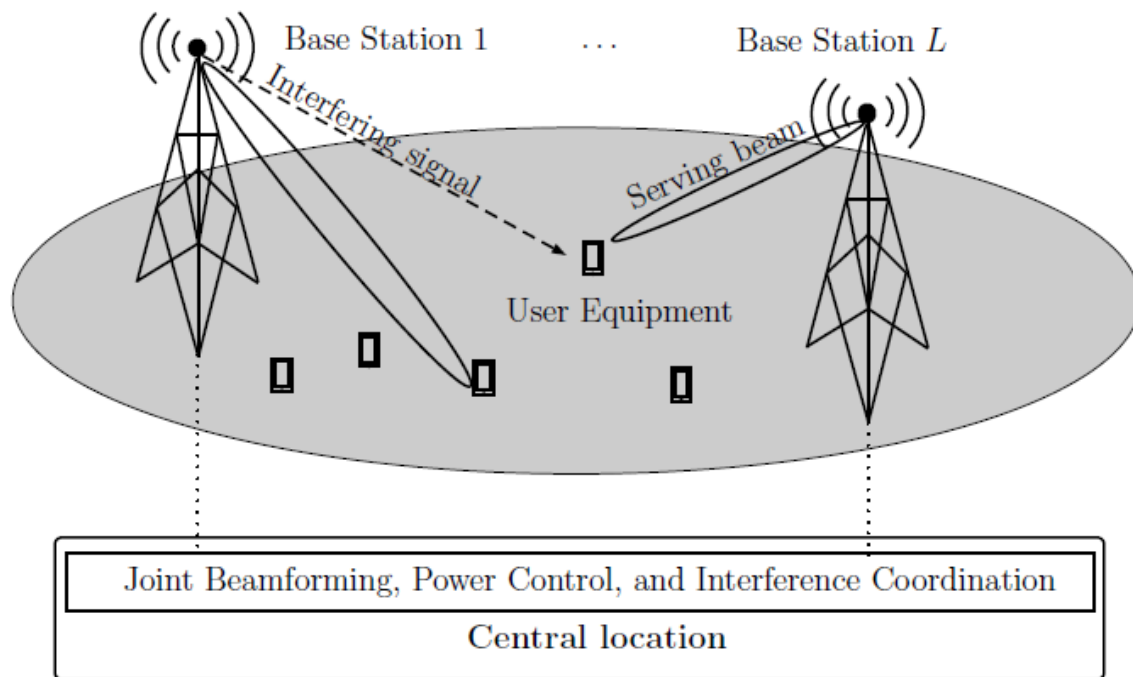 Base Station 1
...
Base Station L
Interfering signal
Serving beam
User Equipment
Joint Beamforming, Power Control, and Interference Coordination
Central location